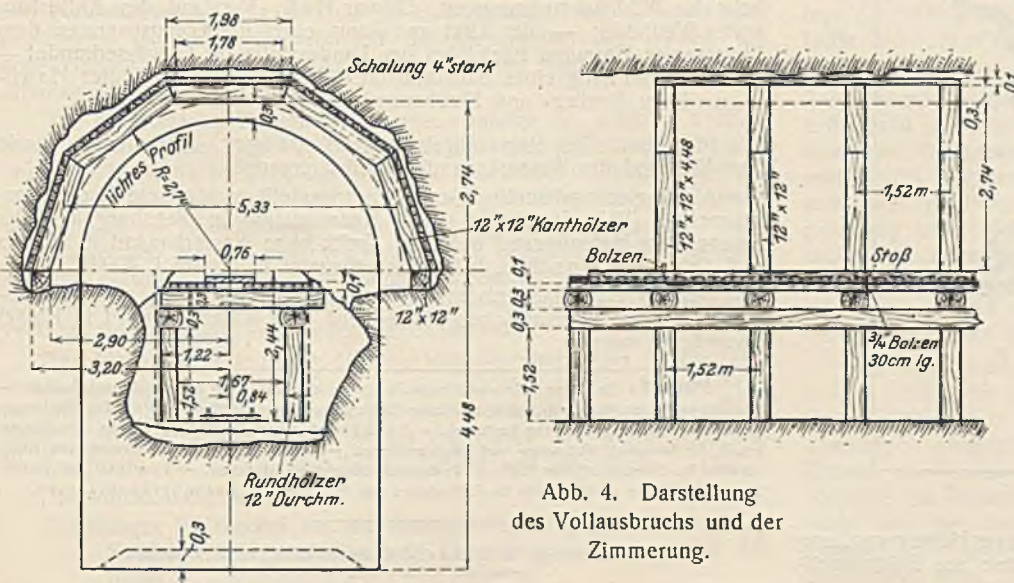 1,98
1,78
Schalung 4" stark
0,3
lichtes Profil
R=2,74
5,33
2,74
12"x12" Kanthölzer
0,76
0,1
12"x12"
0,3
2,90
1,22
2,44
3,20
1,67
0,84
1,52
4,48
Rundhölzer
12" Durchm.
0,3
0,1
0,3
2,74
12"x12"x4,48
12"x12"
1,52m
Bolzen
Stoß
0,1
0,3
0,3
1,52
1,52m
¾" Bolzen
30cm lg.
Abb. 4. Darstellung
des Vollausbruchs und der
Zimmerung.